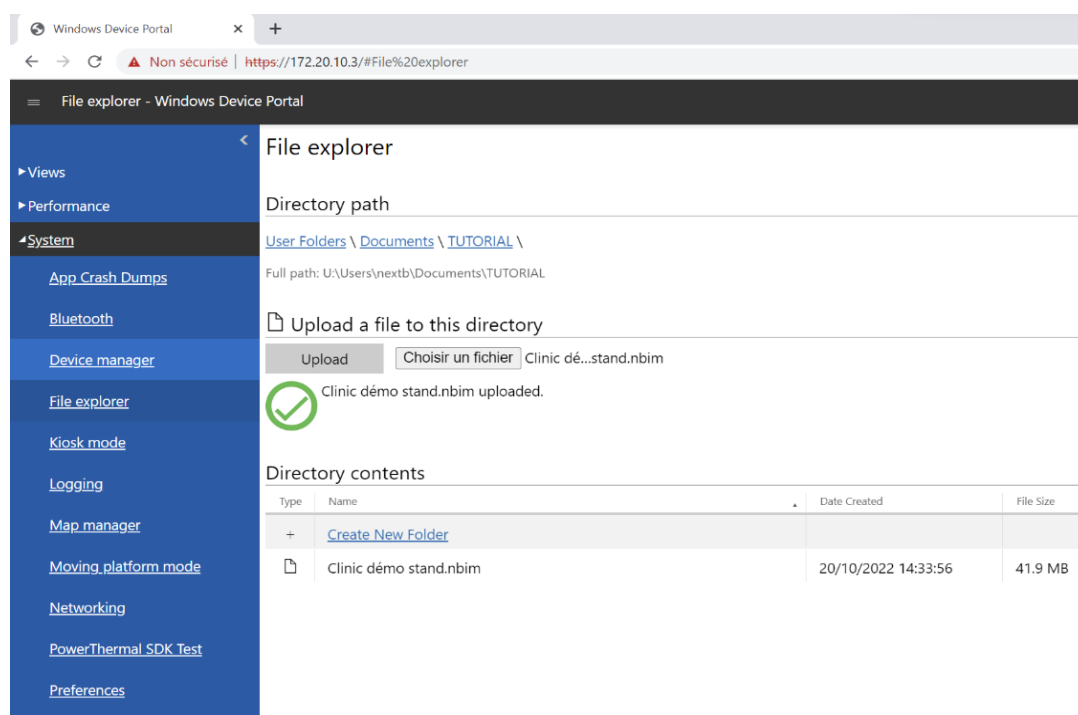 Windows Device Portal
Non sécurisé | https://172.20.10.3/#File%20explorer
File explorer - Windows Device Portal
Views
Performance
System
App Crash Dumps
Bluetooth
Device manager
File explorer
Kiosk mode
Logging
Map manager
Moving platform mode
Networking
PowerThermal SDK Test
Preferences
File explorer
Directory path
User Folders \ Documents \ TUTORIAL \
Full path: U:\Users\nextb\Documents\TUTORIAL
Upload a file to this directory
Upload Choisir un fichier Clinic dé...stand.nbim
Clinic démo stand.nbim uploaded.
Directory contents
Type Name Date Created File Size
+ Create New Folder
Clinic démo stand.nbim 20/10/2022 14:33:56 41.9 MB